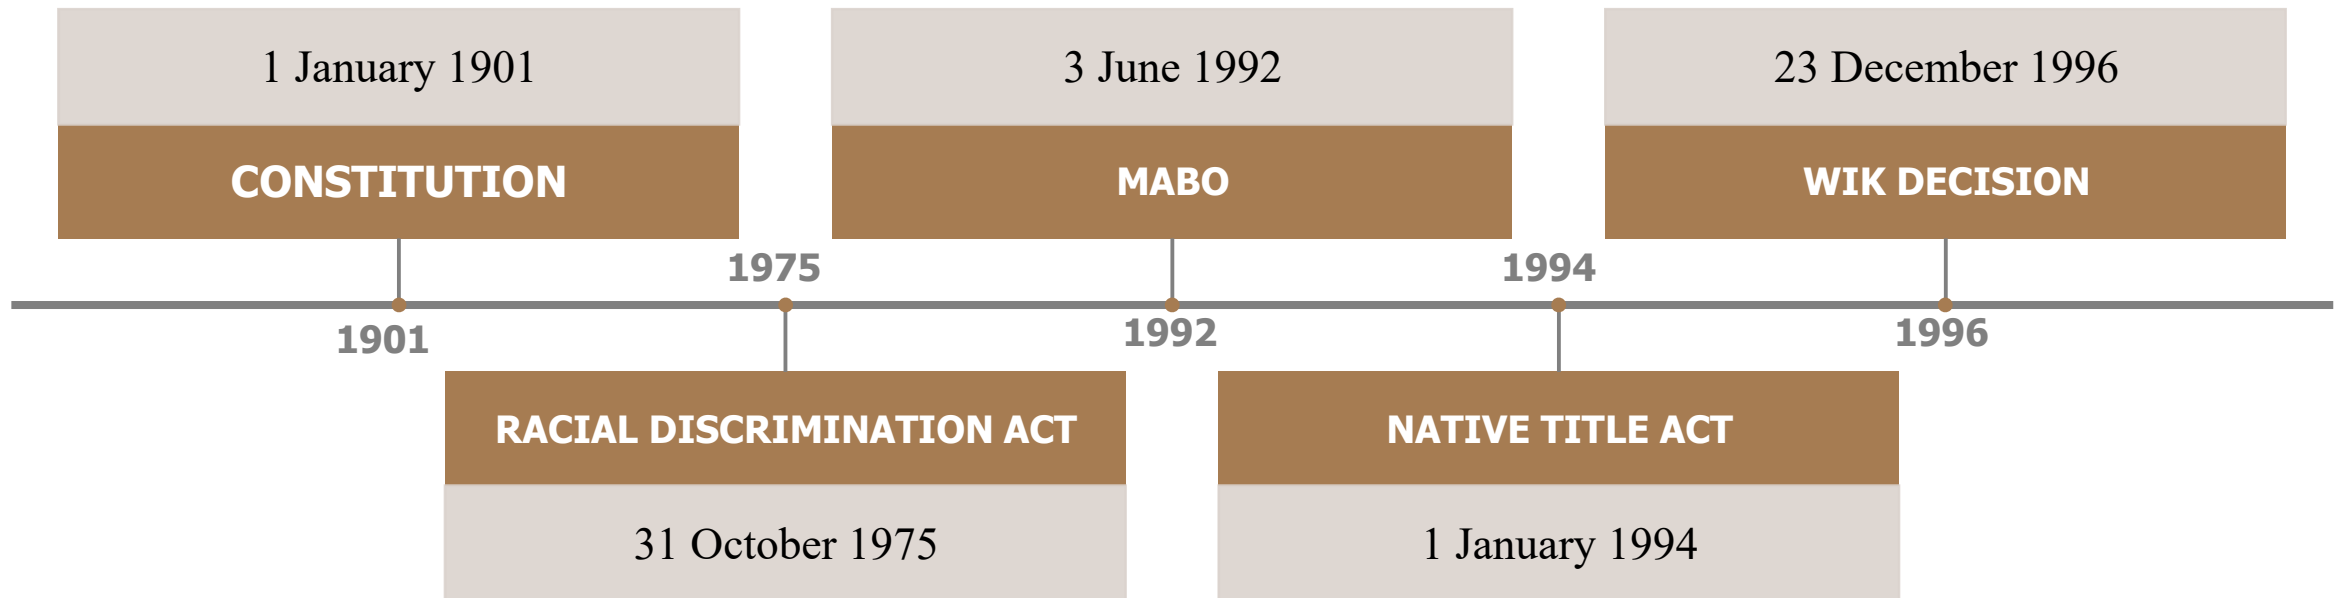 1 January 1901
CONSTITUTION
1901
1975
RACIAL DISCRIMINATION ACT
31 October 1975
3 June 1992
MABO
1992
1994
NATIVE TITLE ACT
1 January 1994
23 December 1996
WIK DECISION
1996